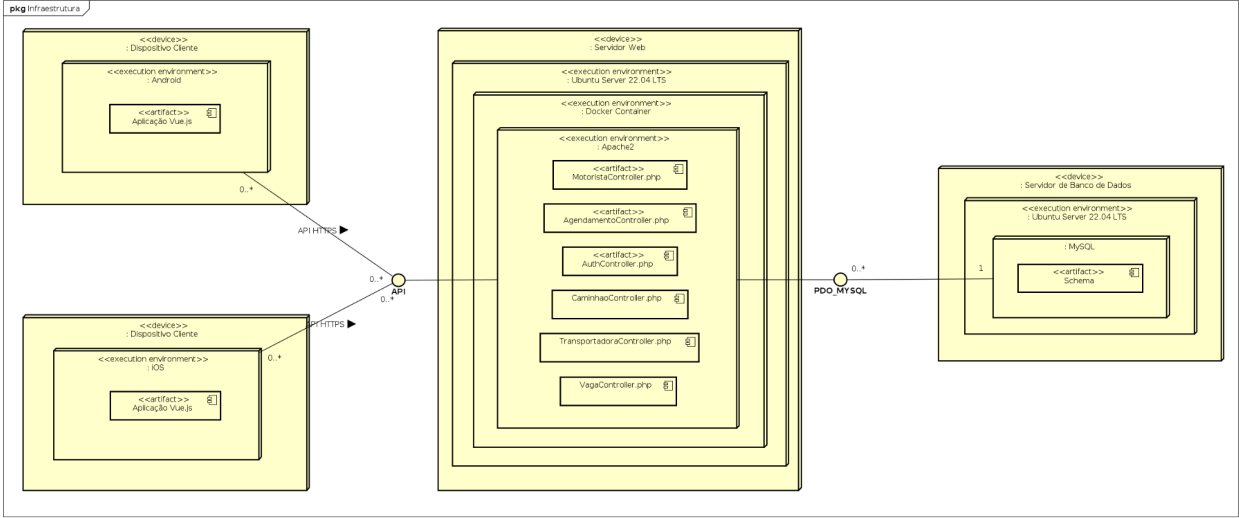 pkg Infraestrutura
<<device>>
: Dispositivo Cliente
<<execution environment>>
: Android
<<artifact>>
Aplicação Vue.js
0..*
API HTTPS
<<device>>
: Dispositivo Cliente
<<execution environment>>
: iOS
<<artifact>>
Aplicação Vue.js
0..*
API HTTPS
0..*
API
0..*
<<device>>
: Servidor Web
<<execution environment>>
: Ubuntu Server 22.04 LTS
<<execution environment>>
: Docker Container
<<execution environment>>
: Apache2
<<artifact>>
MotoristaController.php
<<artifact>>
AgendamentoController.php
<<artifact>>
AuthController.php
CaminhaoController.php
TransportadoraController.php
VagaController.php
PDO_MYSQL
0..*
1
<<device>>
: Servidor de Banco de Dados
<<execution environment>>
: Ubuntu Server 22.04 LTS
: MySQL
<<artifact>>
Schema